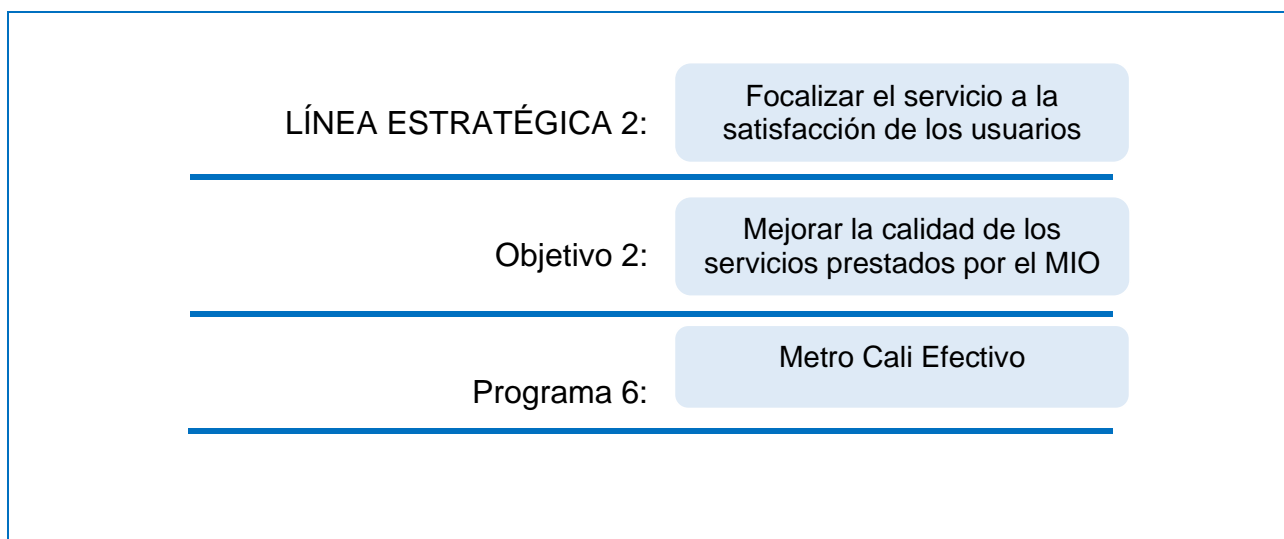 LÍNEA ESTRATÉGICA 2:
Focalizar el servicio a la
satisfacción de los usuarios
Objetivo 2:
Mejorar la calidad de los
servicios prestados por el MIO
Programa 6:
Metro Cali Efectivo